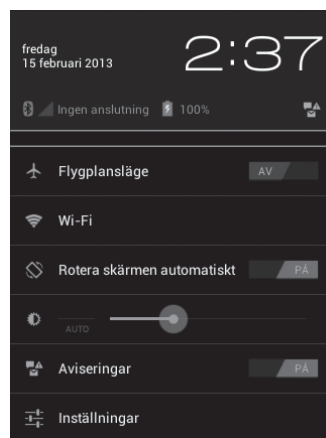 fredag
15 februari 2013
2:37
Ingen anslutning 100%
Flygplansläge AV
Wi-Fi
Rotera skärmen automatiskt PÅ
AUTO
Aviseringar PÅ
Inställningar